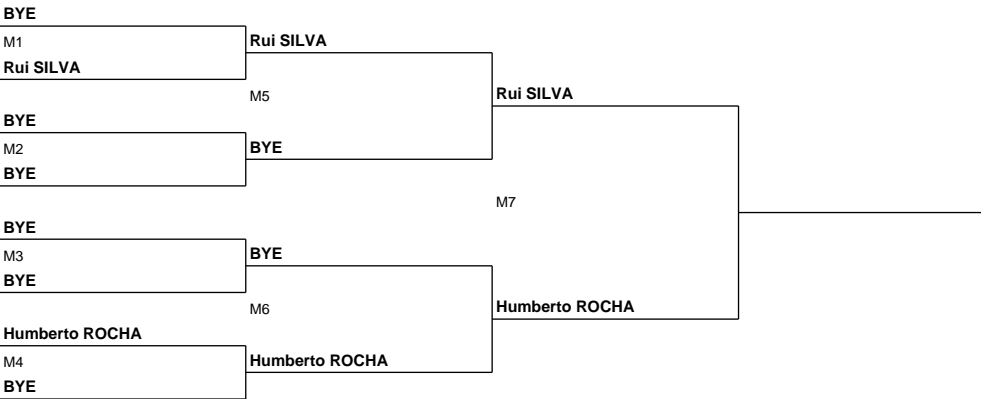 BYE
M1
Rui SILVA
BYE
M2
BYE
BYE
M3
BYE
Humberto ROCHA
M4
BYE
Rui SILVA
M5
BYE
BYE
M6
Humberto ROCHA
Rui SILVA
M7
Humberto ROCHA